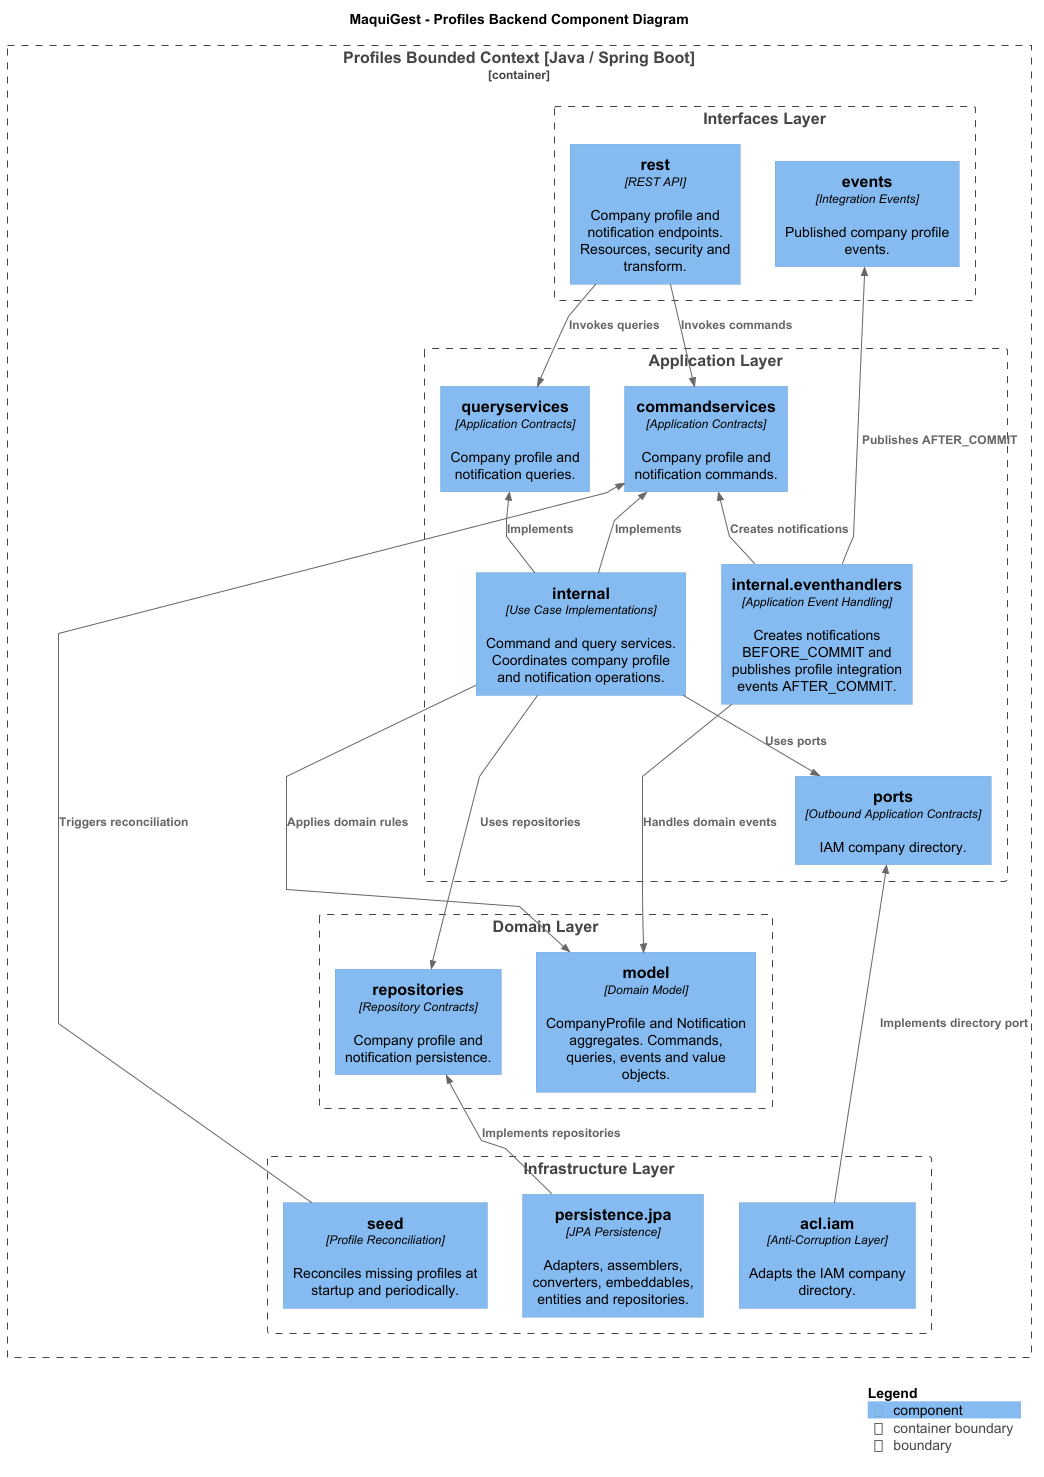 MaquiGest - Profiles Backend Component Diagram
Profiles Bounded Context [Java / Spring Boot]
[container]
Interfaces Layer
rest
[REST API]
Company profile and
notification endpoints.
Resources, security and
transform.
events
[Integration Events]
Published company profile
events.
Invokes queries
Invokes commands
Application Layer
queryservices
[Application Contracts]
Company profile and
notification queries.
commandservices
[Application Contracts]
Company profile and
notification commands.
Publishes AFTER_COMMIT
Implements
Implements
Creates notifications
internal
[Use Case Implementations]
Command and query services.
Coordinates company profile
and notification operations.
internal.eventhandlers
[Application Event Handling]
Creates notifications
BEFORE_COMMIT and
publishes profile integration
events AFTER_COMMIT.
Uses ports
ports
[Outbound Application Contracts]
IAM company directory.
Triggers reconciliation
Applies domain rules
Uses repositories
Handles domain events
Domain Layer
repositories
[Repository Contracts]
Company profile and
notification persistence.
model
[Domain Model]
CompanyProfile and Notification
aggregates. Commands,
queries, events and value
objects.
Implements directory port
Implements repositories
Infrastructure Layer
seed
[Profile Reconciliation]
Reconciles missing profiles at
startup and periodically.
persistence.jpa
[JPA Persistence]
Adapters, assemblers,
converters, embeddables,
entities and repositories.
acl.iam
[Anti-Corruption Layer]
Adapts the IAM company
directory.
Legend
component
container boundary
boundary